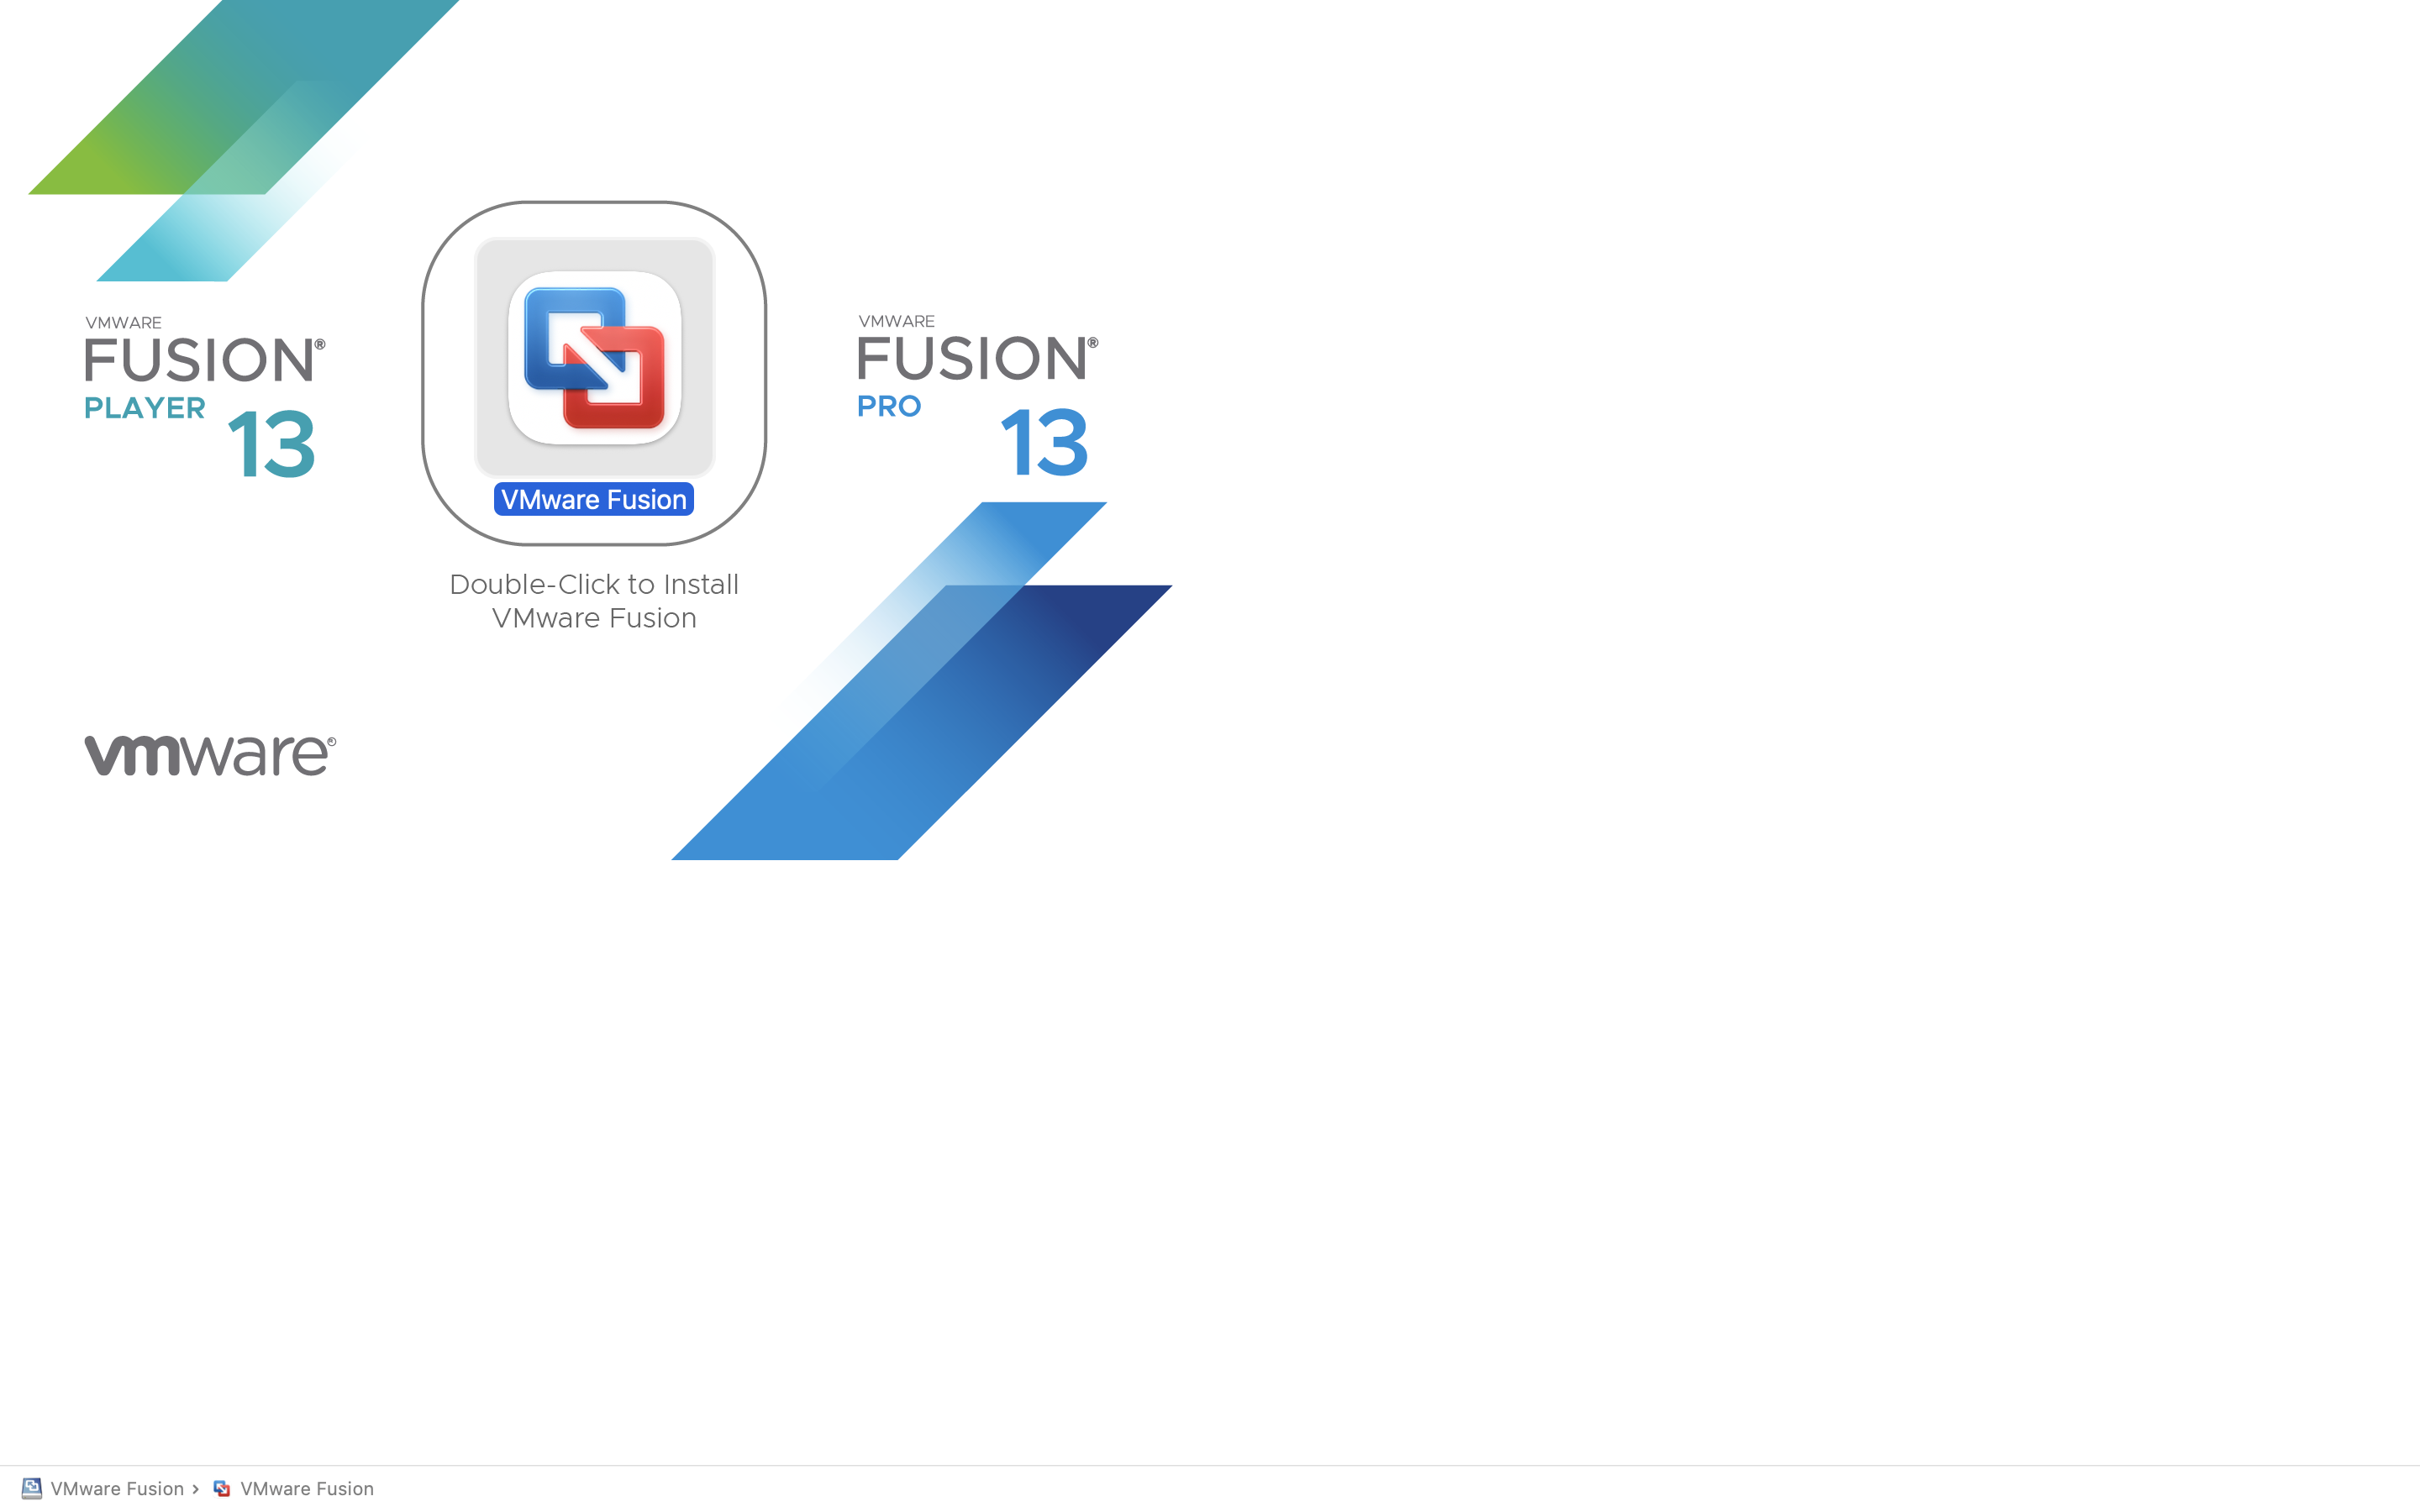 VMWARE
FUSION®
PLAYER
13
VMware Fusion
Double-Click to Install
VMware Fusion
VMWARE
FUSION®
PRO
13
vmware®
VMware Fusion › VMware Fusion